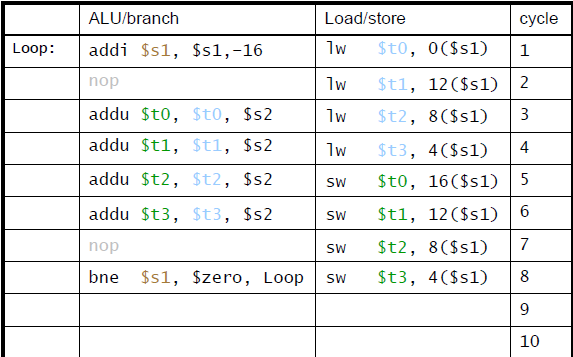 ALU/branch Load/store cycle
Loop: addi $s1, $s1,–16 lw $t0, 0($s1) 1
nop lw $t1, 12($s1) 2
addu $t0, $t0, $s2 lw $t2, 8($s1) 3
addu $t1, $t1, $s2 lw $t3, 4($s1) 4
addu $t2, $t2, $s2 sw $t0, 16($s1) 5
addu $t3, $t3, $s2 sw $t1, 12($s1) 6
nop sw $t2, 8($s1) 7
bne $s1, $zero, Loop sw $t3, 4($s1) 8
9
10